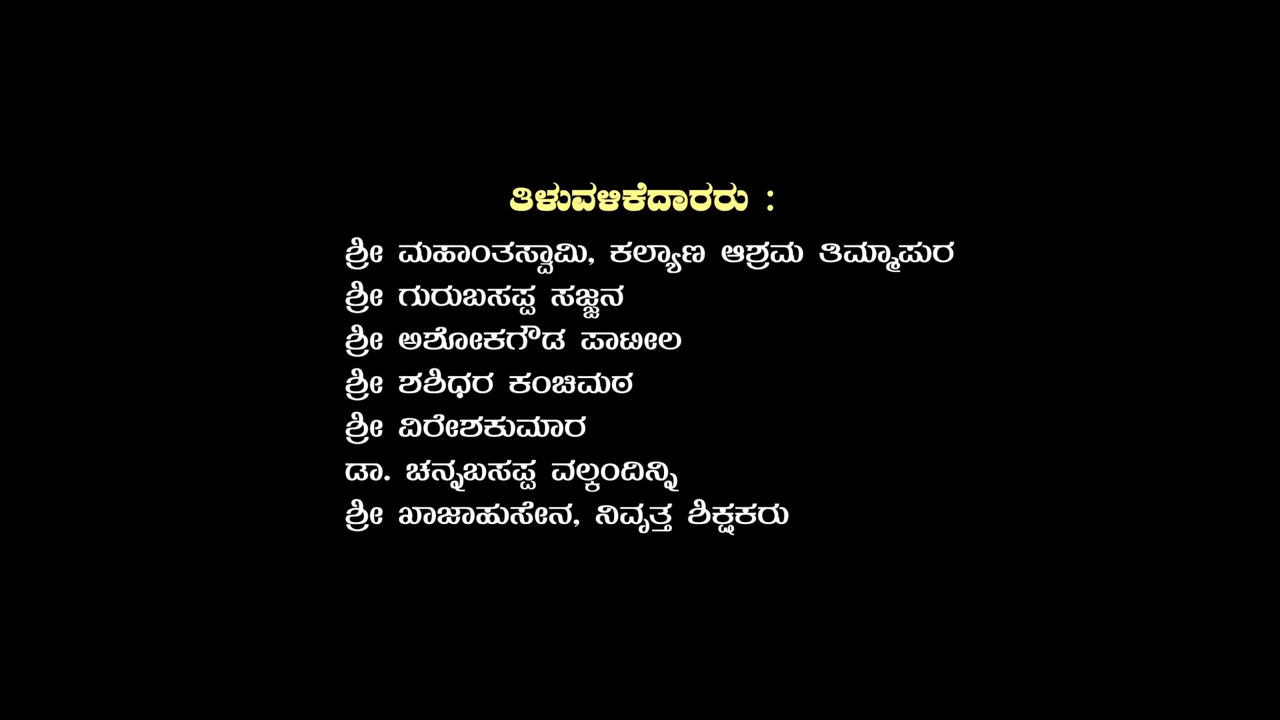 ತಿಳುವಳಿಕೆದಾರರು :
ಶ್ರೀ ಮಹಾಂತಸ್ವಾಮಿ, ಕಲ್ಯಾಣ ಆಶ್ರಮ ತಿಮ್ಮಾಪುರ
ಶ್ರೀ ಗುರುಬಸಪ್ಪ ಸಜ್ಜನ
ಶ್ರೀ ಅಶೋಕಗೌಡ ಪಾಟೀಲ
ಶ್ರೀ ಶಶಿಧರ ಕಂಚಿಮಠ
ಶ್ರೀ ವಿರೇಶಕುಮಾರ
ಡಾ. ಚನ್ನಬಸಪ್ಪ ವಲ್ಕಂದಿನ್ನಿ
ಶ್ರೀ ಖಾಜಾಹುಸೇನ, ನಿವೃತ್ತ ಶಿಕ್ಷಕರು